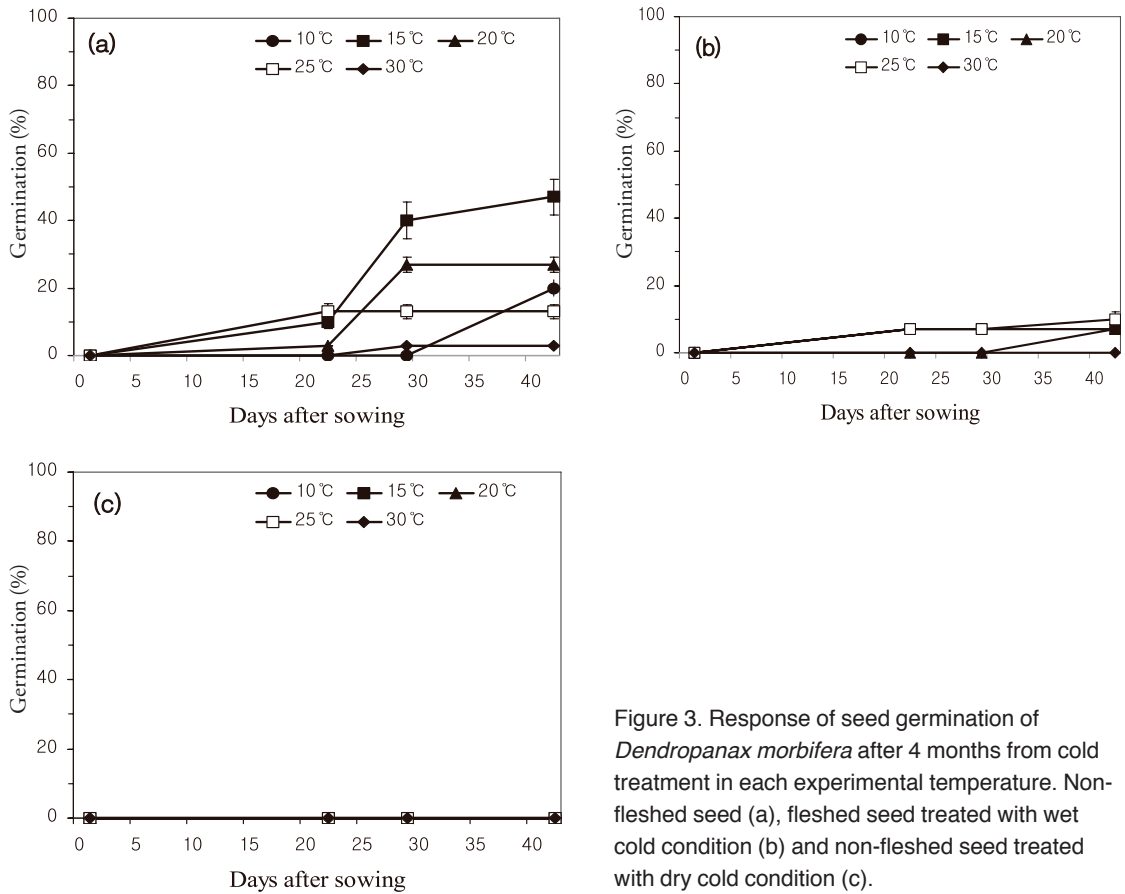 (a)
10℃ 15℃ 20℃
25℃ 30℃
Germination (%)
100
80
60
40
20
0
0 5 10 15 20 25 30 35 40
Days after sowing
(b)
10℃ 15℃ 20℃
25℃ 30℃
Germination (%)
100
80
60
40
20
0
0 5 10 15 20 25 30 35 40
Days after sowing
(c)
10℃ 15℃ 20℃
25℃ 30℃
Germination (%)
100
80
60
40
20
0
0 5 10 15 20 25 30 35 40
Days after sowing
Figure 3. Response of seed germination of
Dendropanax morbifera after 4 months from cold
treatment in each experimental temperature. Non-
fleshed seed (a), fleshed seed treated with wet
cold condition (b) and non-fleshed seed treated
with dry cold condition (c).